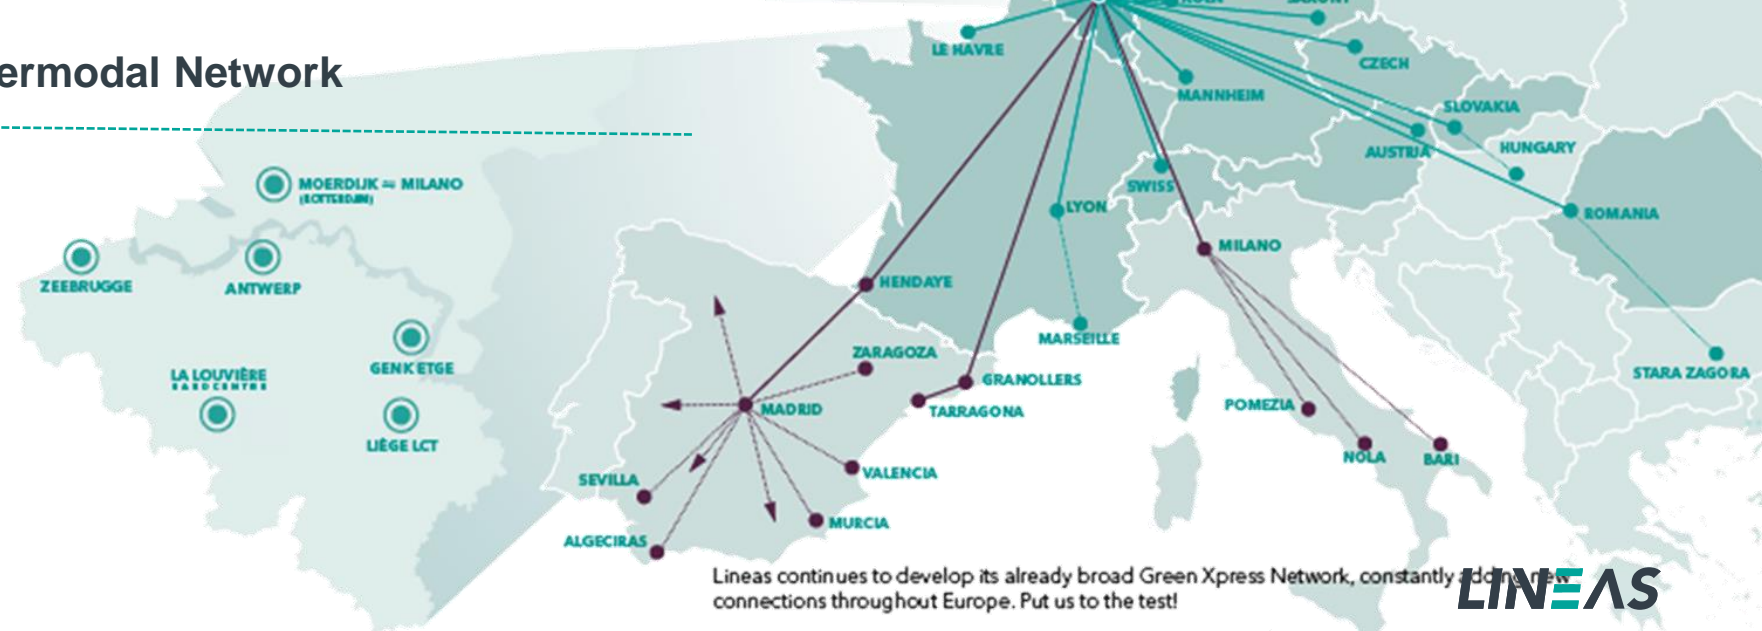 ermodal Network
LE HAVRE
CZECH
MANNHEIM
SLOVAKIA
AUSTRIA
HUNGARY
SWISS
LYON
ROMANIA
MOERDIJK ⇋ MILANO
(ROTTERDAM)
ZEEBRUGGE
ANTWERP
MILANO
HENDAYE
MARSEILLE
GENK ETGE
ZARAGOZA
GRANOLLERS
STARA ZAGORA
LA LOUVIÈRE
MADRID
TARRAGONA
POMEZIA
LIÈGE LCT
NOLA
BARI
SEVILLA
VALENCIA
MURCIA
ALGECIRAS
Lineas continues to develop its already broad Green Xpress Network, constantly adding new
connections throughout Europe. Put us to the test!
LINEAS